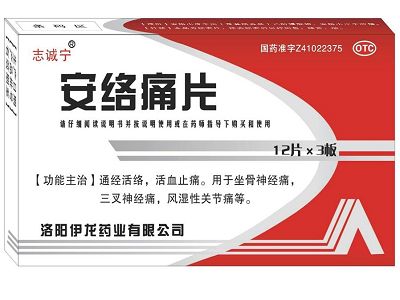 志诚宁
国药准字Z41022375
OTC
安络痛片
请仔细阅读说明书并按说明使用或在药师指导下购买和使用
12片×3板
【功能主治】通经活络,活血止痛。用于坐骨神经痛,
三叉神经痛,风湿性关节痛等。
洛阳伊龙药业有限公司